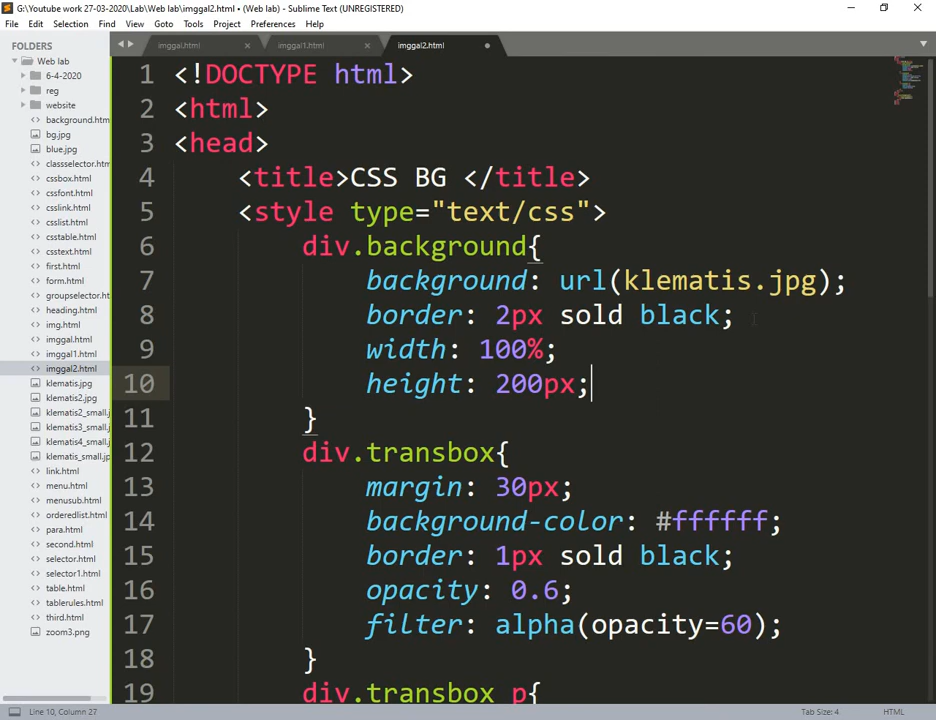 G:\Youtube work 27-03-2020\Lab\Web lab\imggal2.html • (Web lab) - Sublime Text (UNREGISTERED)
File Edit Selection Find View Goto Tools Project Preferences Help
FOLDERS
Web lab
6-4-2020
reg
website
background.htm
bg.jpg
blue.jpg
classselector.htm
cssbox.html
cssfont.html
csslink.html
csslist.html
csstable.html
csstext.html
first.html
form.html
groupselector.ht
heading.html
img.html
imggal.html
imggal1.html
imggal2.html
klematis.jpg
klematis2.jpg
klematis2_small.j
klematis3_small.j
klematis4_small.j
klematis_small.jp
link.html
menu.html
menusub.html
orderedlist.html
para.html
second.html
selector.html
selector1.html
table.html
tablerules.html
third.html
zoom3.png
imggal.html imggal1.html imggal2.html
1 <!DOCTYPE html>
2 <html>
3 <head>
4 <title>CSS BG </title>
5 <style type="text/css">
6 div.background{
7 background: url(klematis.jpg);
8 border: 2px sold black;
9 width: 100%;
10 height: 200px;
11 }
12 div.transbox{
13 margin: 30px;
14 background-color: #ffffff;
15 border: 1px sold black;
16 opacity: 0.6;
17 filter: alpha(opacity=60);
18 }
19 div.transbox p{
Line 10, Column 27 Tab Size: 4 HTML